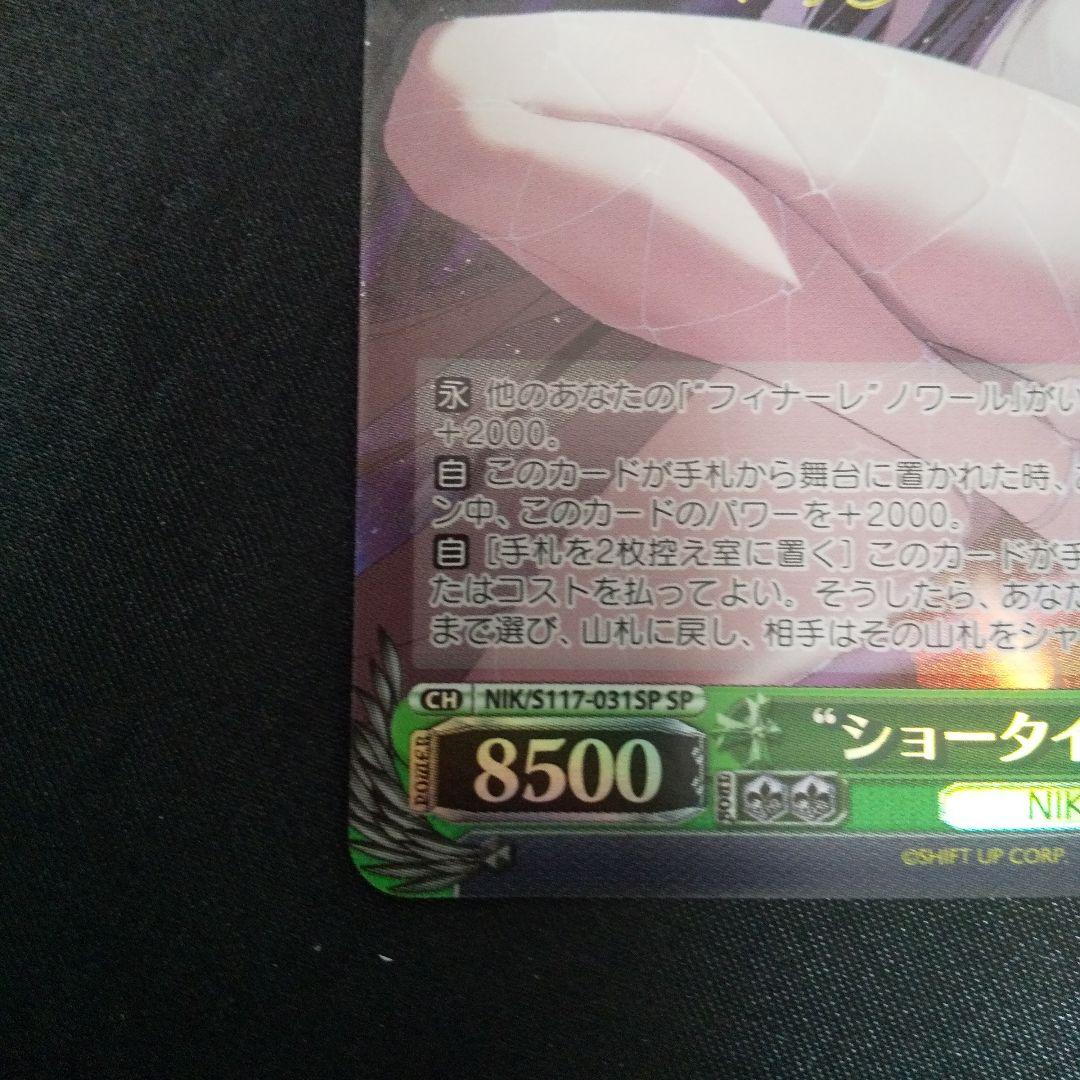 永 他のあなたの「“フィナーレ”ノワール」がい
+2000。
自 このカードが手札から舞台に置かれた時、
ン中、このカードのパワーを+2000。
自 [手札を2枚控え室に置く] このカードが手
たはコストを払ってよい。そうしたら、あなた
まで選び、山札に戻し、相手はその山札をシャ
CH NIK/S117-031SP SP
POWER 8500 SOUL
“ショータイ
NIK
©SHIFT UP CORP.